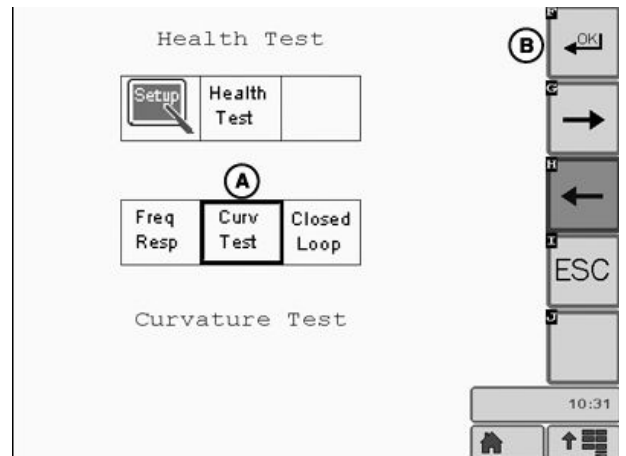 Health Test
Setup
Health
Test
A
Freq
Resp
Curv
Test
Closed
Loop
Curvature Test
F
B
OK
G
H
I
ESC
J
10:31